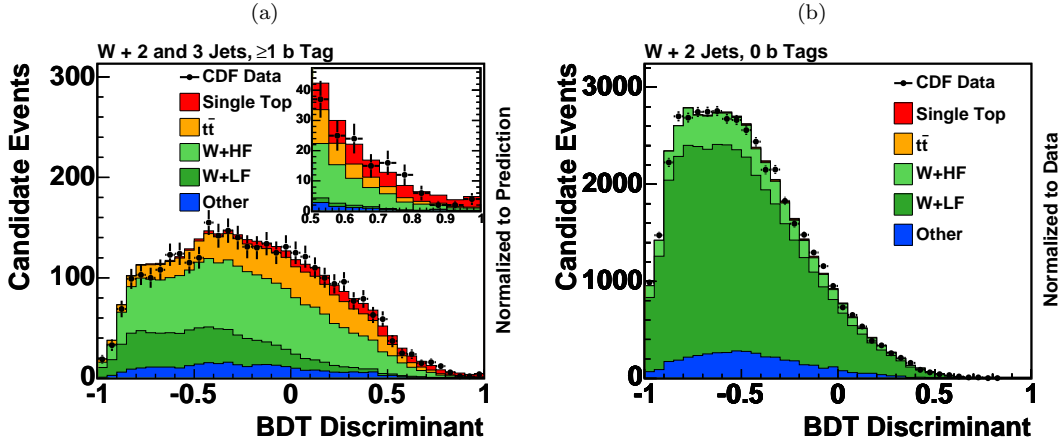 (a)
W + 2 and 3 Jets, ≥1 b Tag
Candidate Events
300
200
100
0
CDF Data
Single Top
tt̄
W+HF
W+LF
Other
40
30
20
10
0
0.5 0.6 0.7 0.8 0.9 1
Normalized to Prediction
-1 -0.5 0 0.5 1
BDT Discriminant
(b)
W + 2 Jets, 0 b Tags
Candidate Events
3000
2000
1000
0
CDF Data
Single Top
tt̄
W+HF
W+LF
Other
Normalized to Data
-1 -0.5 0 0.5 1
BDT Discriminant